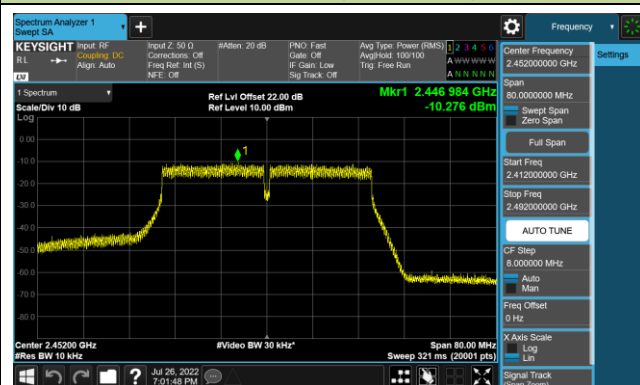 Spectrum Analyzer 1
Swept SA
+
Frequency
KEYSIGHT
RL
Input: RF
Coupling: DC
Align: Auto
Input Z: 50 Ω
Corrections: Off
Freq Ref: Int (S)
NFE: Off
#Atten: 20 dB
PNO: Fast
Gate: Off
IF Gain: Low
Sig Track: Off
Avg Type: Power (RMS)
Avg|Hold: 100/100
Trig: Free Run
1 2 3 4 5 6
A W W W W W
A N N N N N
LXI
1 Spectrum
Scale/Div 10 dB
Log
Ref Lvl Offset 22.00 dB
Ref Level 10.00 dBm
Mkr1 2.446 984 GHz
-10.276 dBm
1
0.00
-10.0
-20.0
-30.0
-40.0
-50.0
-60.0
-70.0
-80.0
Center 2.45200 GHz
#Res BW 10 kHz
#Video BW 30 kHz*
Span 80.00 MHz
Sweep 321 ms (20001 pts)
Jul 26, 2022
7:01:48 PM
?
Center Frequency
2.452000000 GHz
Span
80.0000000 MHz
Swept Span
Zero Span
Full Span
Start Freq
2.412000000 GHz
Stop Freq
2.492000000 GHz
AUTO TUNE
CF Step
8.000000 MHz
Auto
Man
Freq Offset
0 Hz
X Axis Scale
Log
Lin
Signal Track
(Span Zoom)
Settings